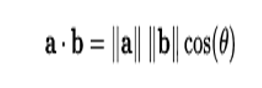 a · b = ‖a‖ ‖b‖ cos(θ)